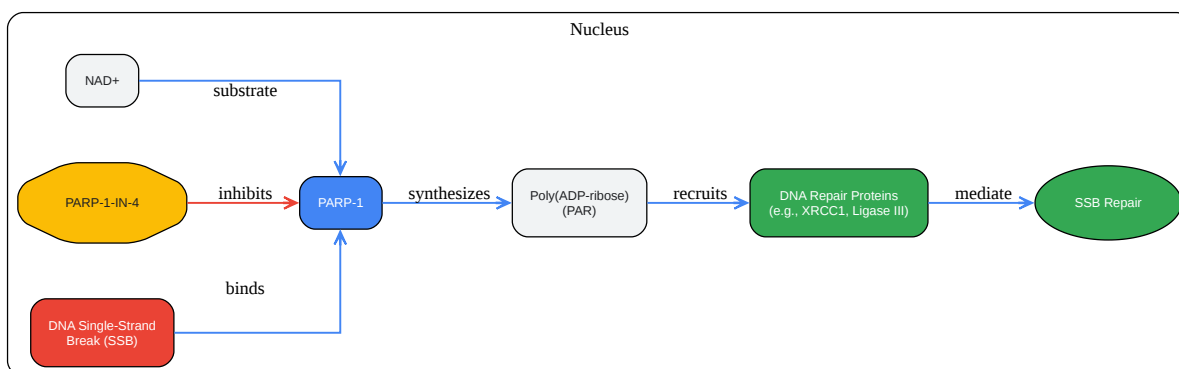 Nucleus
NAD+
substrate
PARP-1-IN-4
inhibits
PARP-1
synthesizes
Poly(ADP-ribose)
(PAR)
recruits
DNA Repair Proteins
(e.g., XRCC1, Ligase III)
mediate
SSB Repair
binds
DNA Single-Strand
Break (SSB)